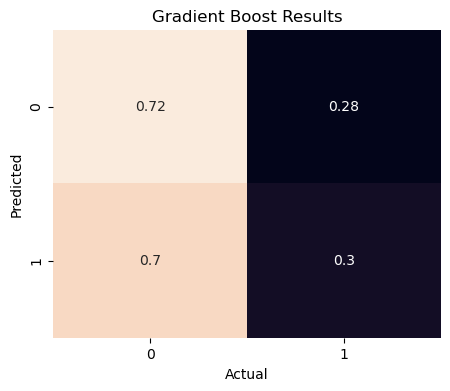 Gradient Boost Results
0
0.72
0.28
Predicted
1
0.7
0.3
0
1
Actual